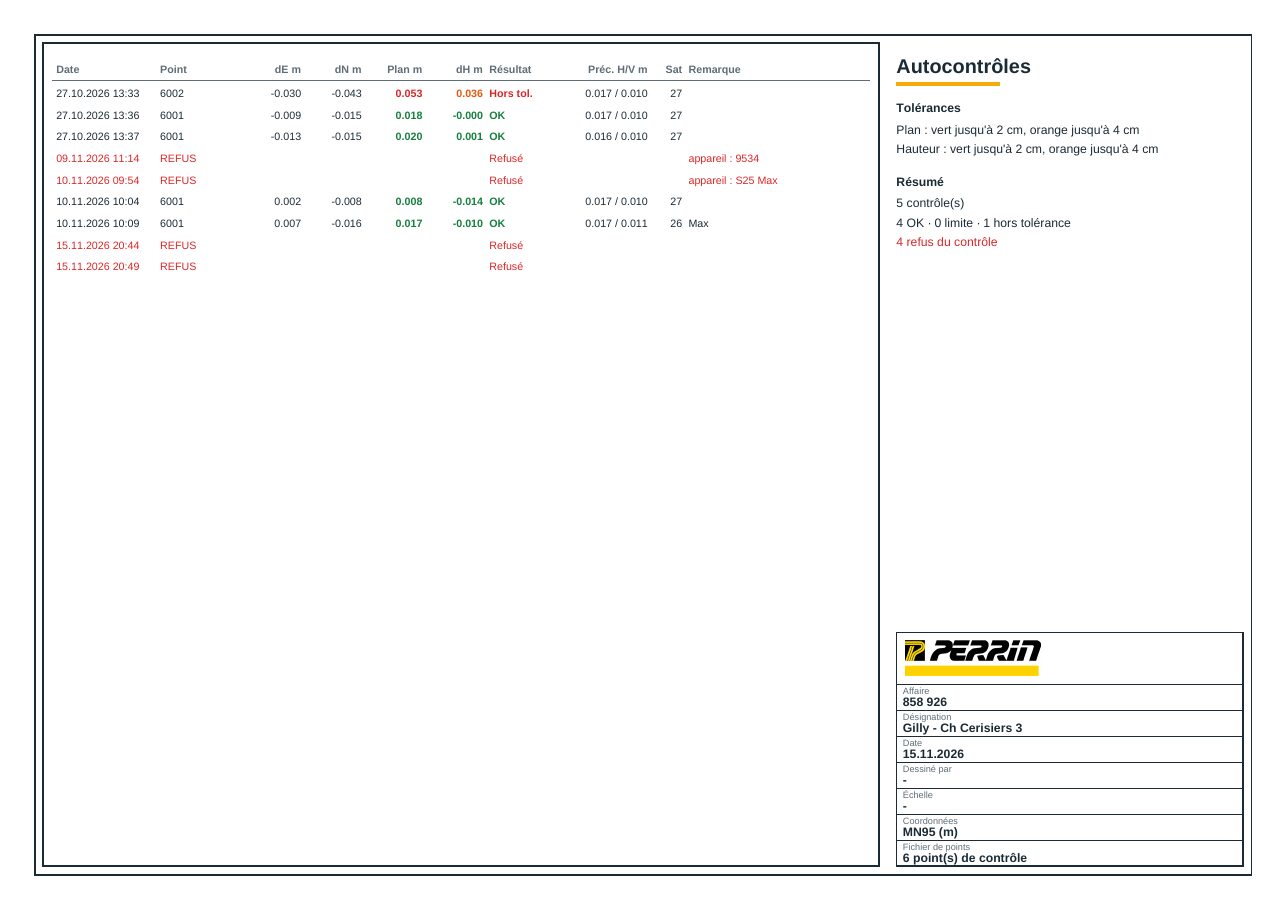 Date Point dE m dN m Plan m dH m Résultat Préc. H/V m Sat Remarque
27.10.2026 13:33 6002 -0.030 -0.043 0.053 0.036 Hors tol. 0.017 / 0.010 27
27.10.2026 13:36 6001 -0.009 -0.015 0.018 -0.000 OK 0.017 / 0.010 27
27.10.2026 13:37 6001 -0.013 -0.015 0.020 0.001 OK 0.016 / 0.010 27
09.11.2026 11:14 REFUS Refusé appareil : 9534
10.11.2026 09:54 REFUS Refusé appareil : S25 Max
10.11.2026 10:04 6001 0.002 -0.008 0.008 -0.014 OK 0.017 / 0.010 27
10.11.2026 10:09 6001 0.007 -0.016 0.017 -0.010 OK 0.017 / 0.011 26 Max
15.11.2026 20:44 REFUS Refusé
15.11.2026 20:49 REFUS Refusé
Autocontrôles
Tolérances
Plan : vert jusqu'à 2 cm, orange jusqu'à 4 cm
Hauteur : vert jusqu'à 2 cm, orange jusqu'à 4 cm
Résumé
5 contrôle(s)
4 OK · 0 limite · 1 hors tolérance
4 refus du contrôle
PERRIN
Affaire
858 926
Désignation
Gilly - Ch Cerisiers 3
Date
15.11.2026
Dessiné par
-
Échelle
-
Coordonnées
MN95 (m)
Fichier de points
6 point(s) de contrôle